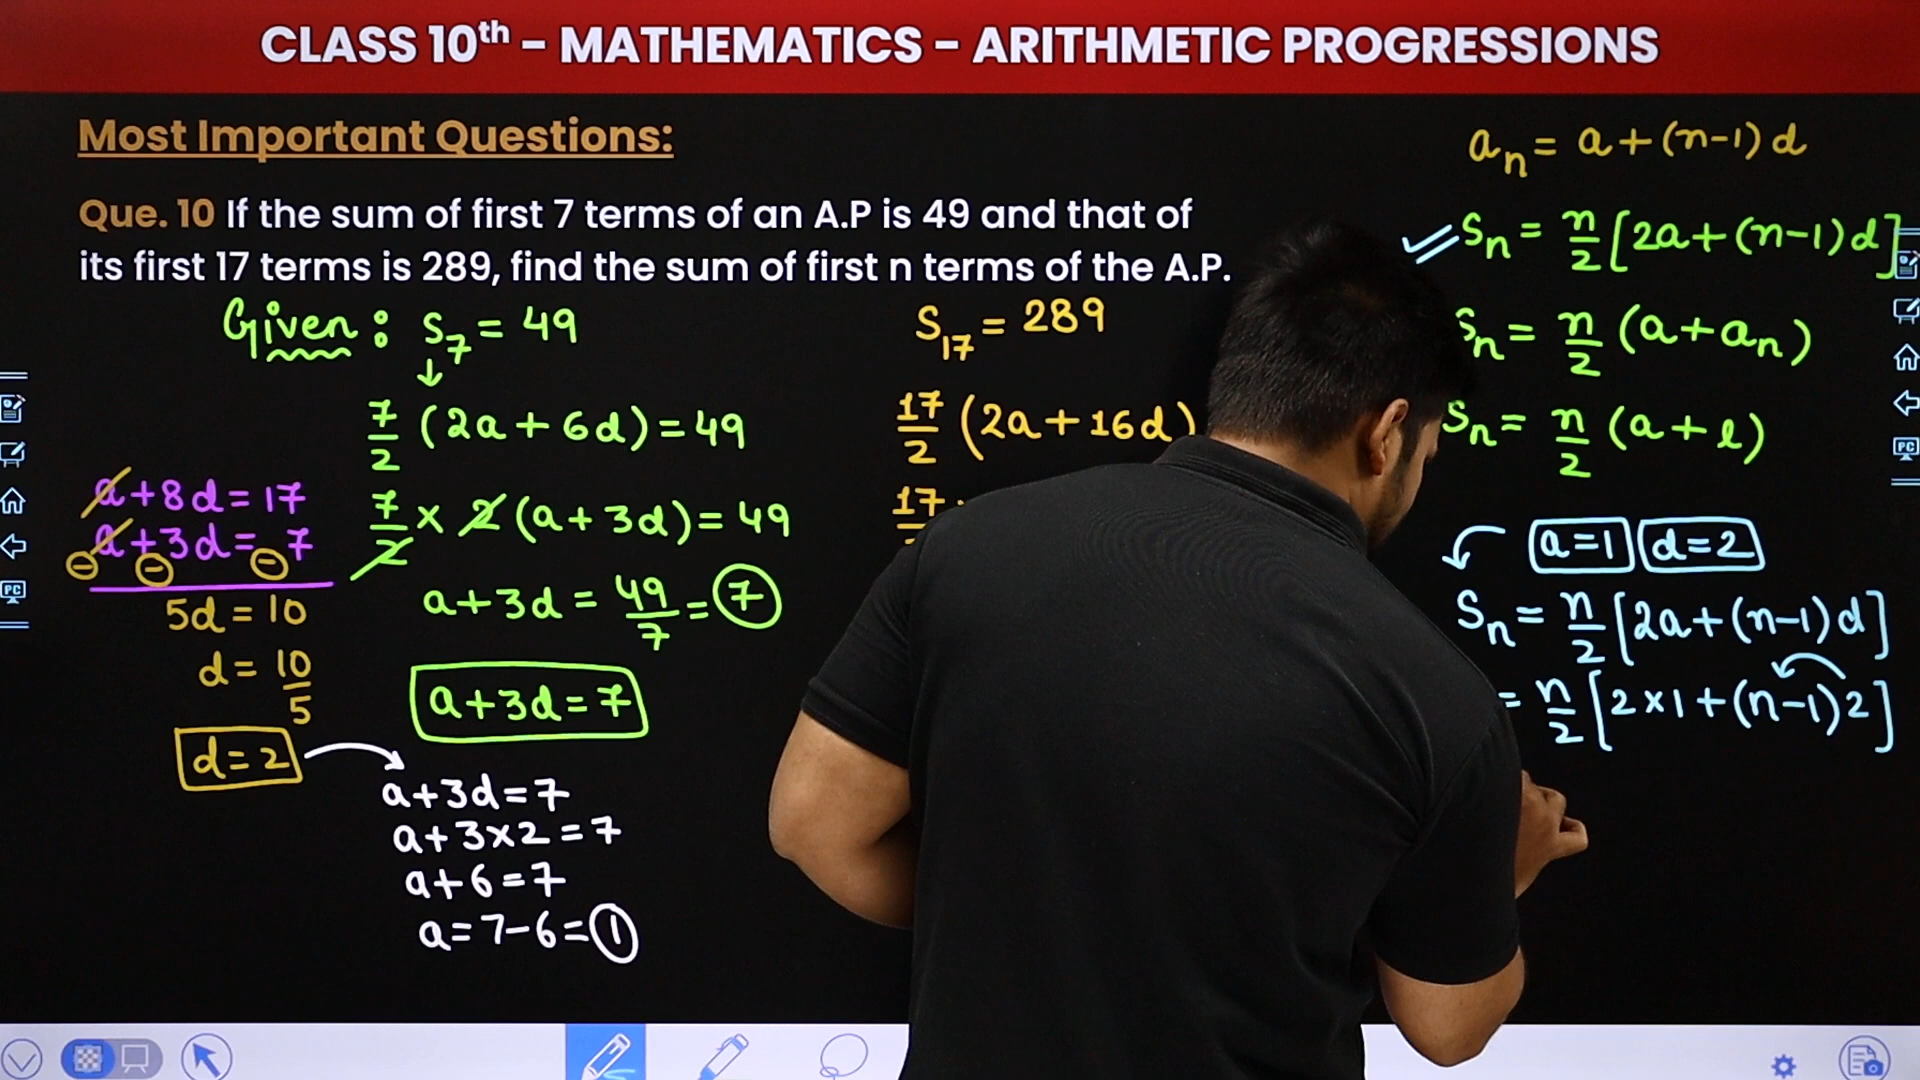 CLASS 10th - MATHEMATICS - ARITHMETIC PROGRESSIONS
Most Important Questions:
Que. 10 If the sum of first 7 terms of an A.P is 49 and that of
its first 17 terms is 289, find the sum of first n terms of the A.P.
Given : S₇ = 49
7/2 (2a + 6d) = 49
7/2 × 2 (a + 3d) = 49
a + 3d = 49/7 = 7
a + 3d = 7
a + 8d = 17
a + 3d = 7
- - -
5d = 10
d = 10/5
d = 2
a + 3d = 7
a + 3×2 = 7
a + 6 = 7
a = 7 - 6 = 1
S₁₇ = 289
17/2 (2a + 16d)
17
aₙ = a + (n-1) d
Sₙ = n/2 [2a + (n-1) d]
Sₙ = n/2 (a + aₙ)
Sₙ = n/2 (a + l)
a = 1 d = 2
Sₙ = n/2 [2a + (n-1) d]
= n/2 [2×1 + (n-1) 2]
PC
PC